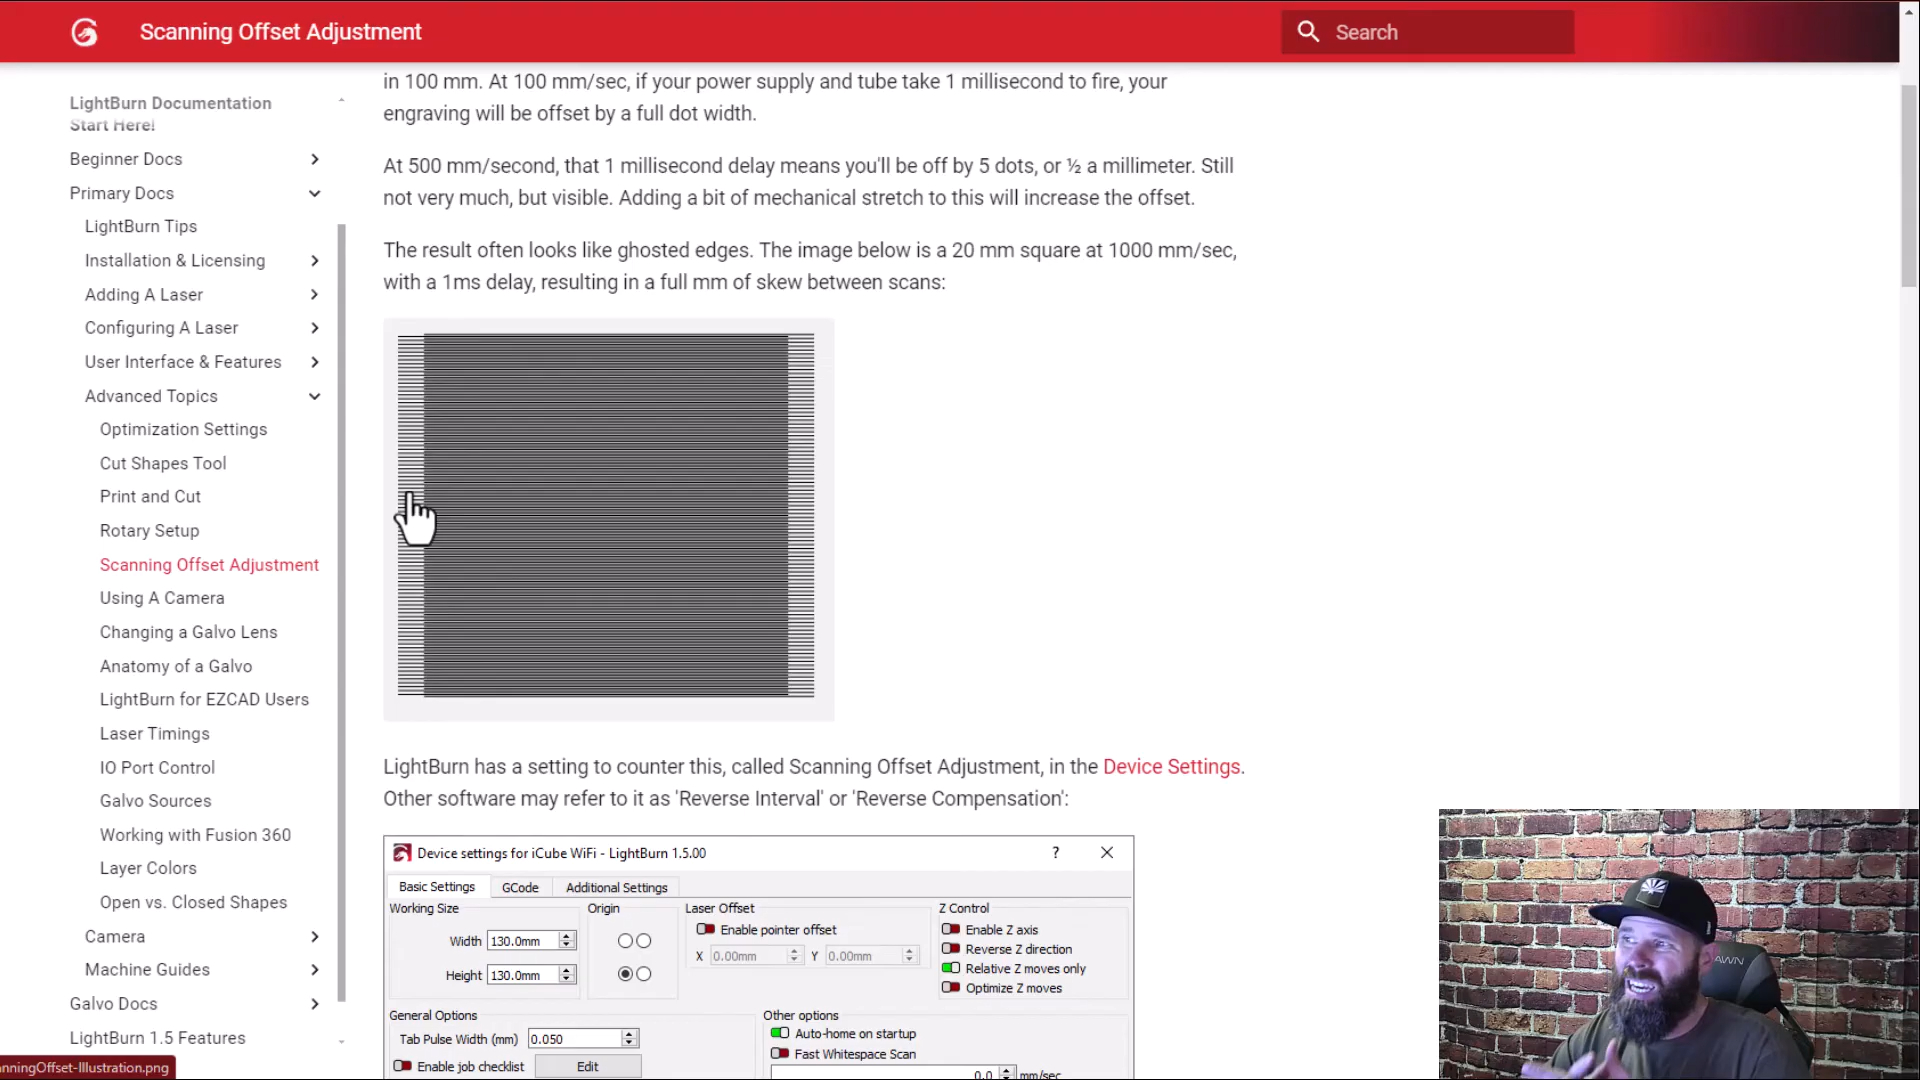 Scanning Offset Adjustment
Search
LightBurn Documentation
Start Here!
Beginner Docs
Primary Docs
LightBurn Tips
Installation & Licensing
Adding A Laser
Configuring A Laser
User Interface & Features
Advanced Topics
Optimization Settings
Cut Shapes Tool
Print and Cut
Rotary Setup
Scanning Offset Adjustment
Using A Camera
Changing a Galvo Lens
Anatomy of a Galvo
LightBurn for EZCAD Users
Laser Timings
IO Port Control
Galvo Sources
Working with Fusion 360
Layer Colors
Open vs. Closed Shapes
Camera
Machine Guides
Galvo Docs
LightBurn 1.5 Features
nningOffset-Illustration.png
in 100 mm. At 100 mm/sec, if your power supply and tube take 1 millisecond to fire, your
engraving will be offset by a full dot width.
At 500 mm/second, that 1 millisecond delay means you'll be off by 5 dots, or ½ a millimeter. Still
not very much, but visible. Adding a bit of mechanical stretch to this will increase the offset.
The result often looks like ghosted edges. The image below is a 20 mm square at 1000 mm/sec,
with a 1ms delay, resulting in a full mm of skew between scans:
LightBurn has a setting to counter this, called Scanning Offset Adjustment, in the Device Settings.
Other software may refer to it as 'Reverse Interval' or 'Reverse Compensation':
Device settings for iCube WiFi - LightBurn 1.5.00
?
Basic Settings GCode Additional Settings
Working Size
Width 130.0mm
Height 130.0mm
Origin
Laser Offset
Enable pointer offset
X 0.00mm Y 0.00mm
Z Control
Enable Z axis
Reverse Z direction
Relative Z moves only
Optimize Z moves
General Options
Tab Pulse Width (mm) 0.050
Enable job checklist Edit
Other options
Auto-home on startup
Fast Whitespace Scan
0.0 mm/sec
AWN